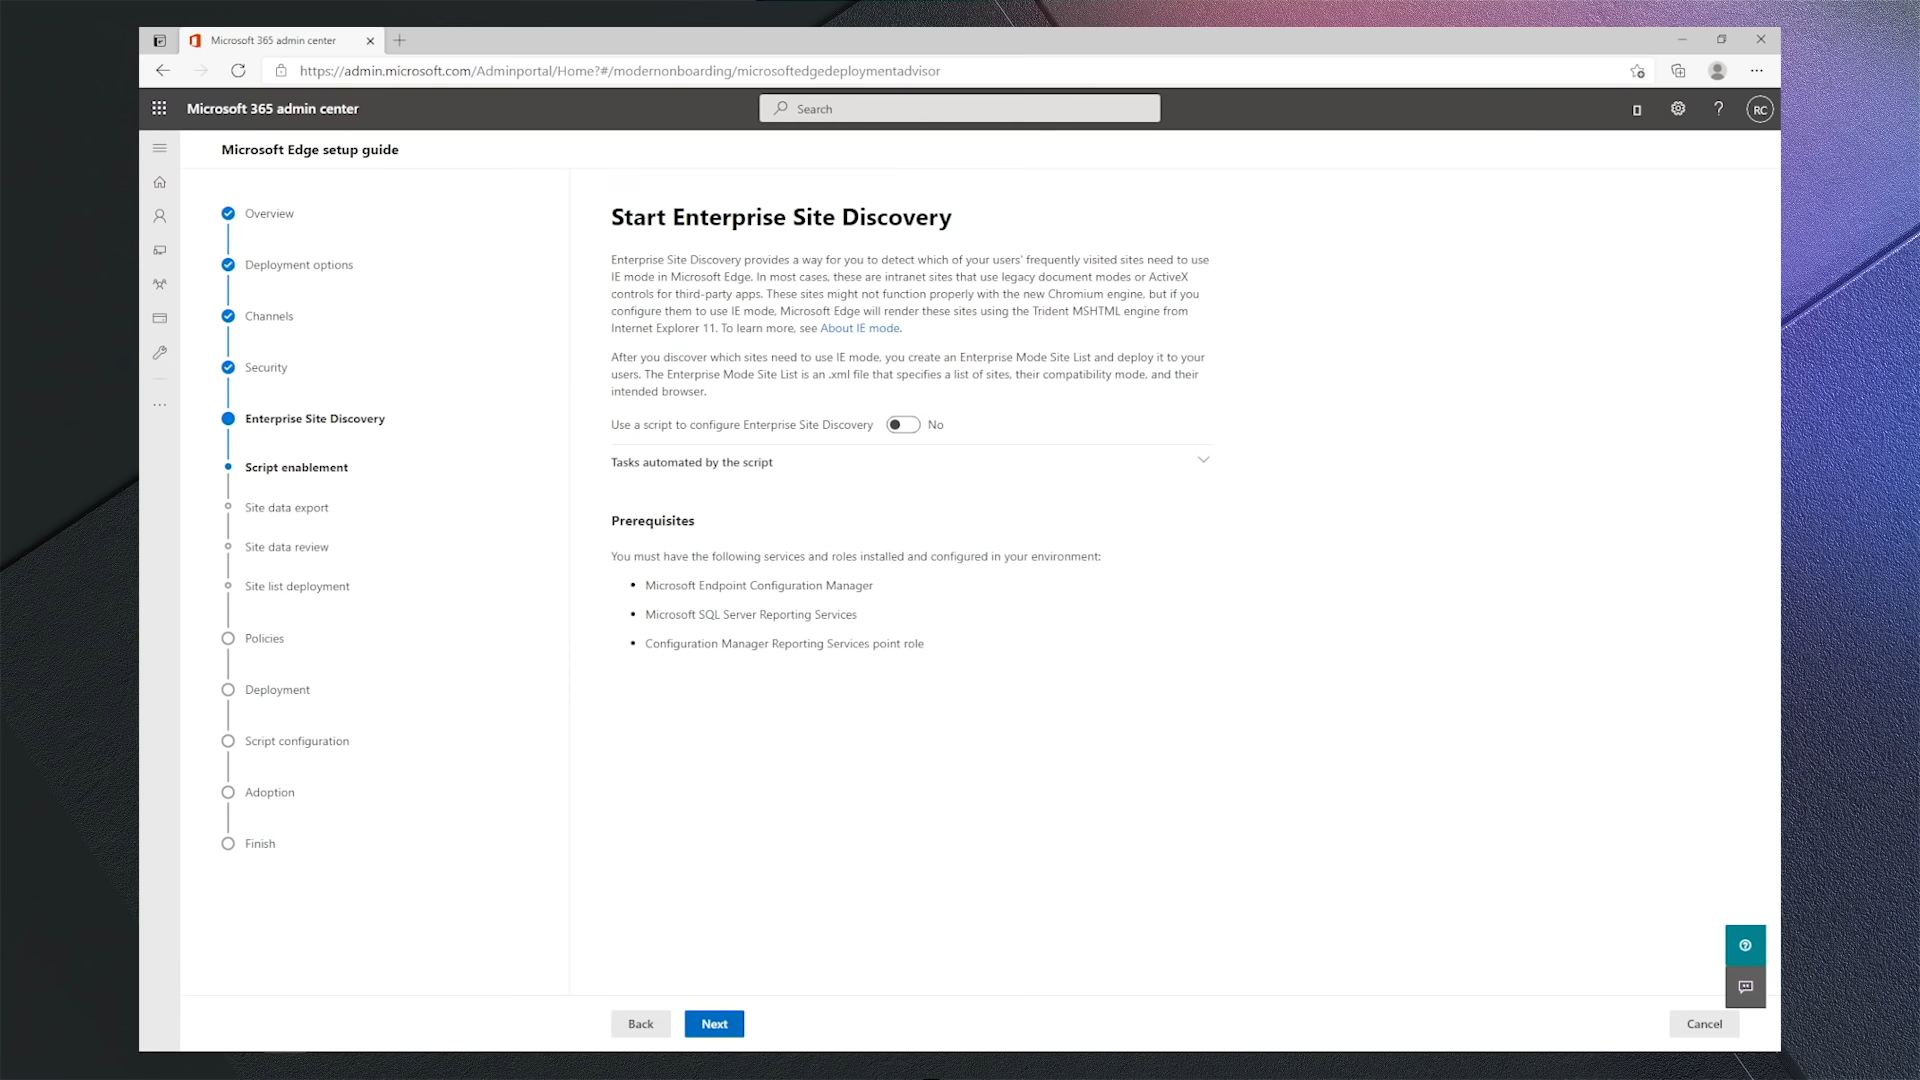 Microsoft 365 admin center
https://admin.microsoft.com/Adminportal/Home?#/modernonboarding/microsoftedgedeploymentadvisor
Microsoft 365 admin center
Search
RC
Microsoft Edge setup guide
Overview
Deployment options
Channels
Security
Enterprise Site Discovery
Script enablement
Site data export
Site data review
Site list deployment
Policies
Deployment
Script configuration
Adoption
Finish
Start Enterprise Site Discovery
Enterprise Site Discovery provides a way for you to detect which of your users' frequently visited sites need to use
IE mode in Microsoft Edge. In most cases, these are intranet sites that use legacy document modes or ActiveX
controls for third-party apps. These sites might not function properly with the new Chromium engine, but if you
configure them to use IE mode, Microsoft Edge will render these sites using the Trident MSHTML engine from
Internet Explorer 11. To learn more, see About IE mode.
After you discover which sites need to use IE mode, you create an Enterprise Mode Site List and deploy it to your
users. The Enterprise Mode Site List is an .xml file that specifies a list of sites, their compatibility mode, and their
intended browser.
Use a script to configure Enterprise Site Discovery No
Tasks automated by the script
Prerequisites
You must have the following services and roles installed and configured in your environment:
• Microsoft Endpoint Configuration Manager
• Microsoft SQL Server Reporting Services
• Configuration Manager Reporting Services point role
Back
Next
Cancel